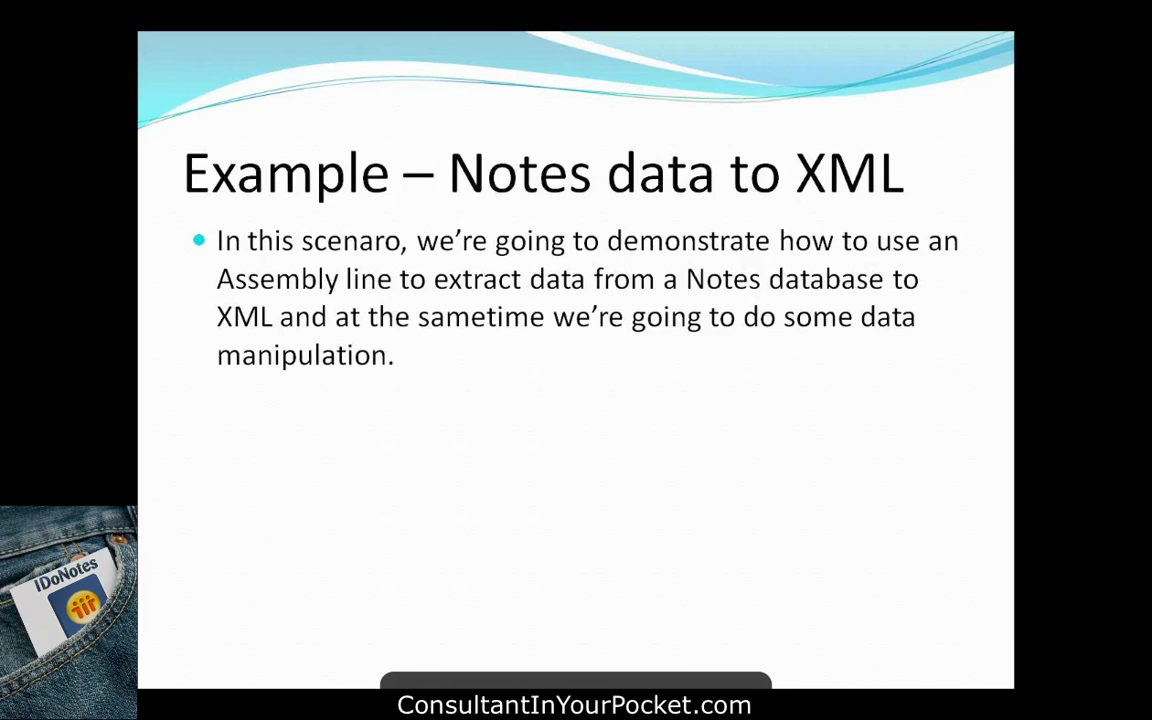 Example – Notes data to XML
In this scenaro, we're going to demonstrate how to use an
Assembly line to extract data from a Notes database to
XML and at the sametime we're going to do some data
manipulation.
IDoNotes
ConsultantInYourPocket.com